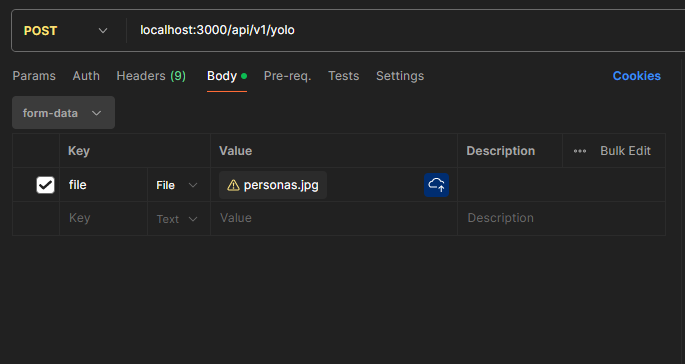 POST localhost:3000/api/v1/yolo
Params Auth Headers (9) Body Pre-req. Tests Settings Cookies
form-data
Key Value Description ••• Bulk Edit
file File personas.jpg
Key Text Value Description